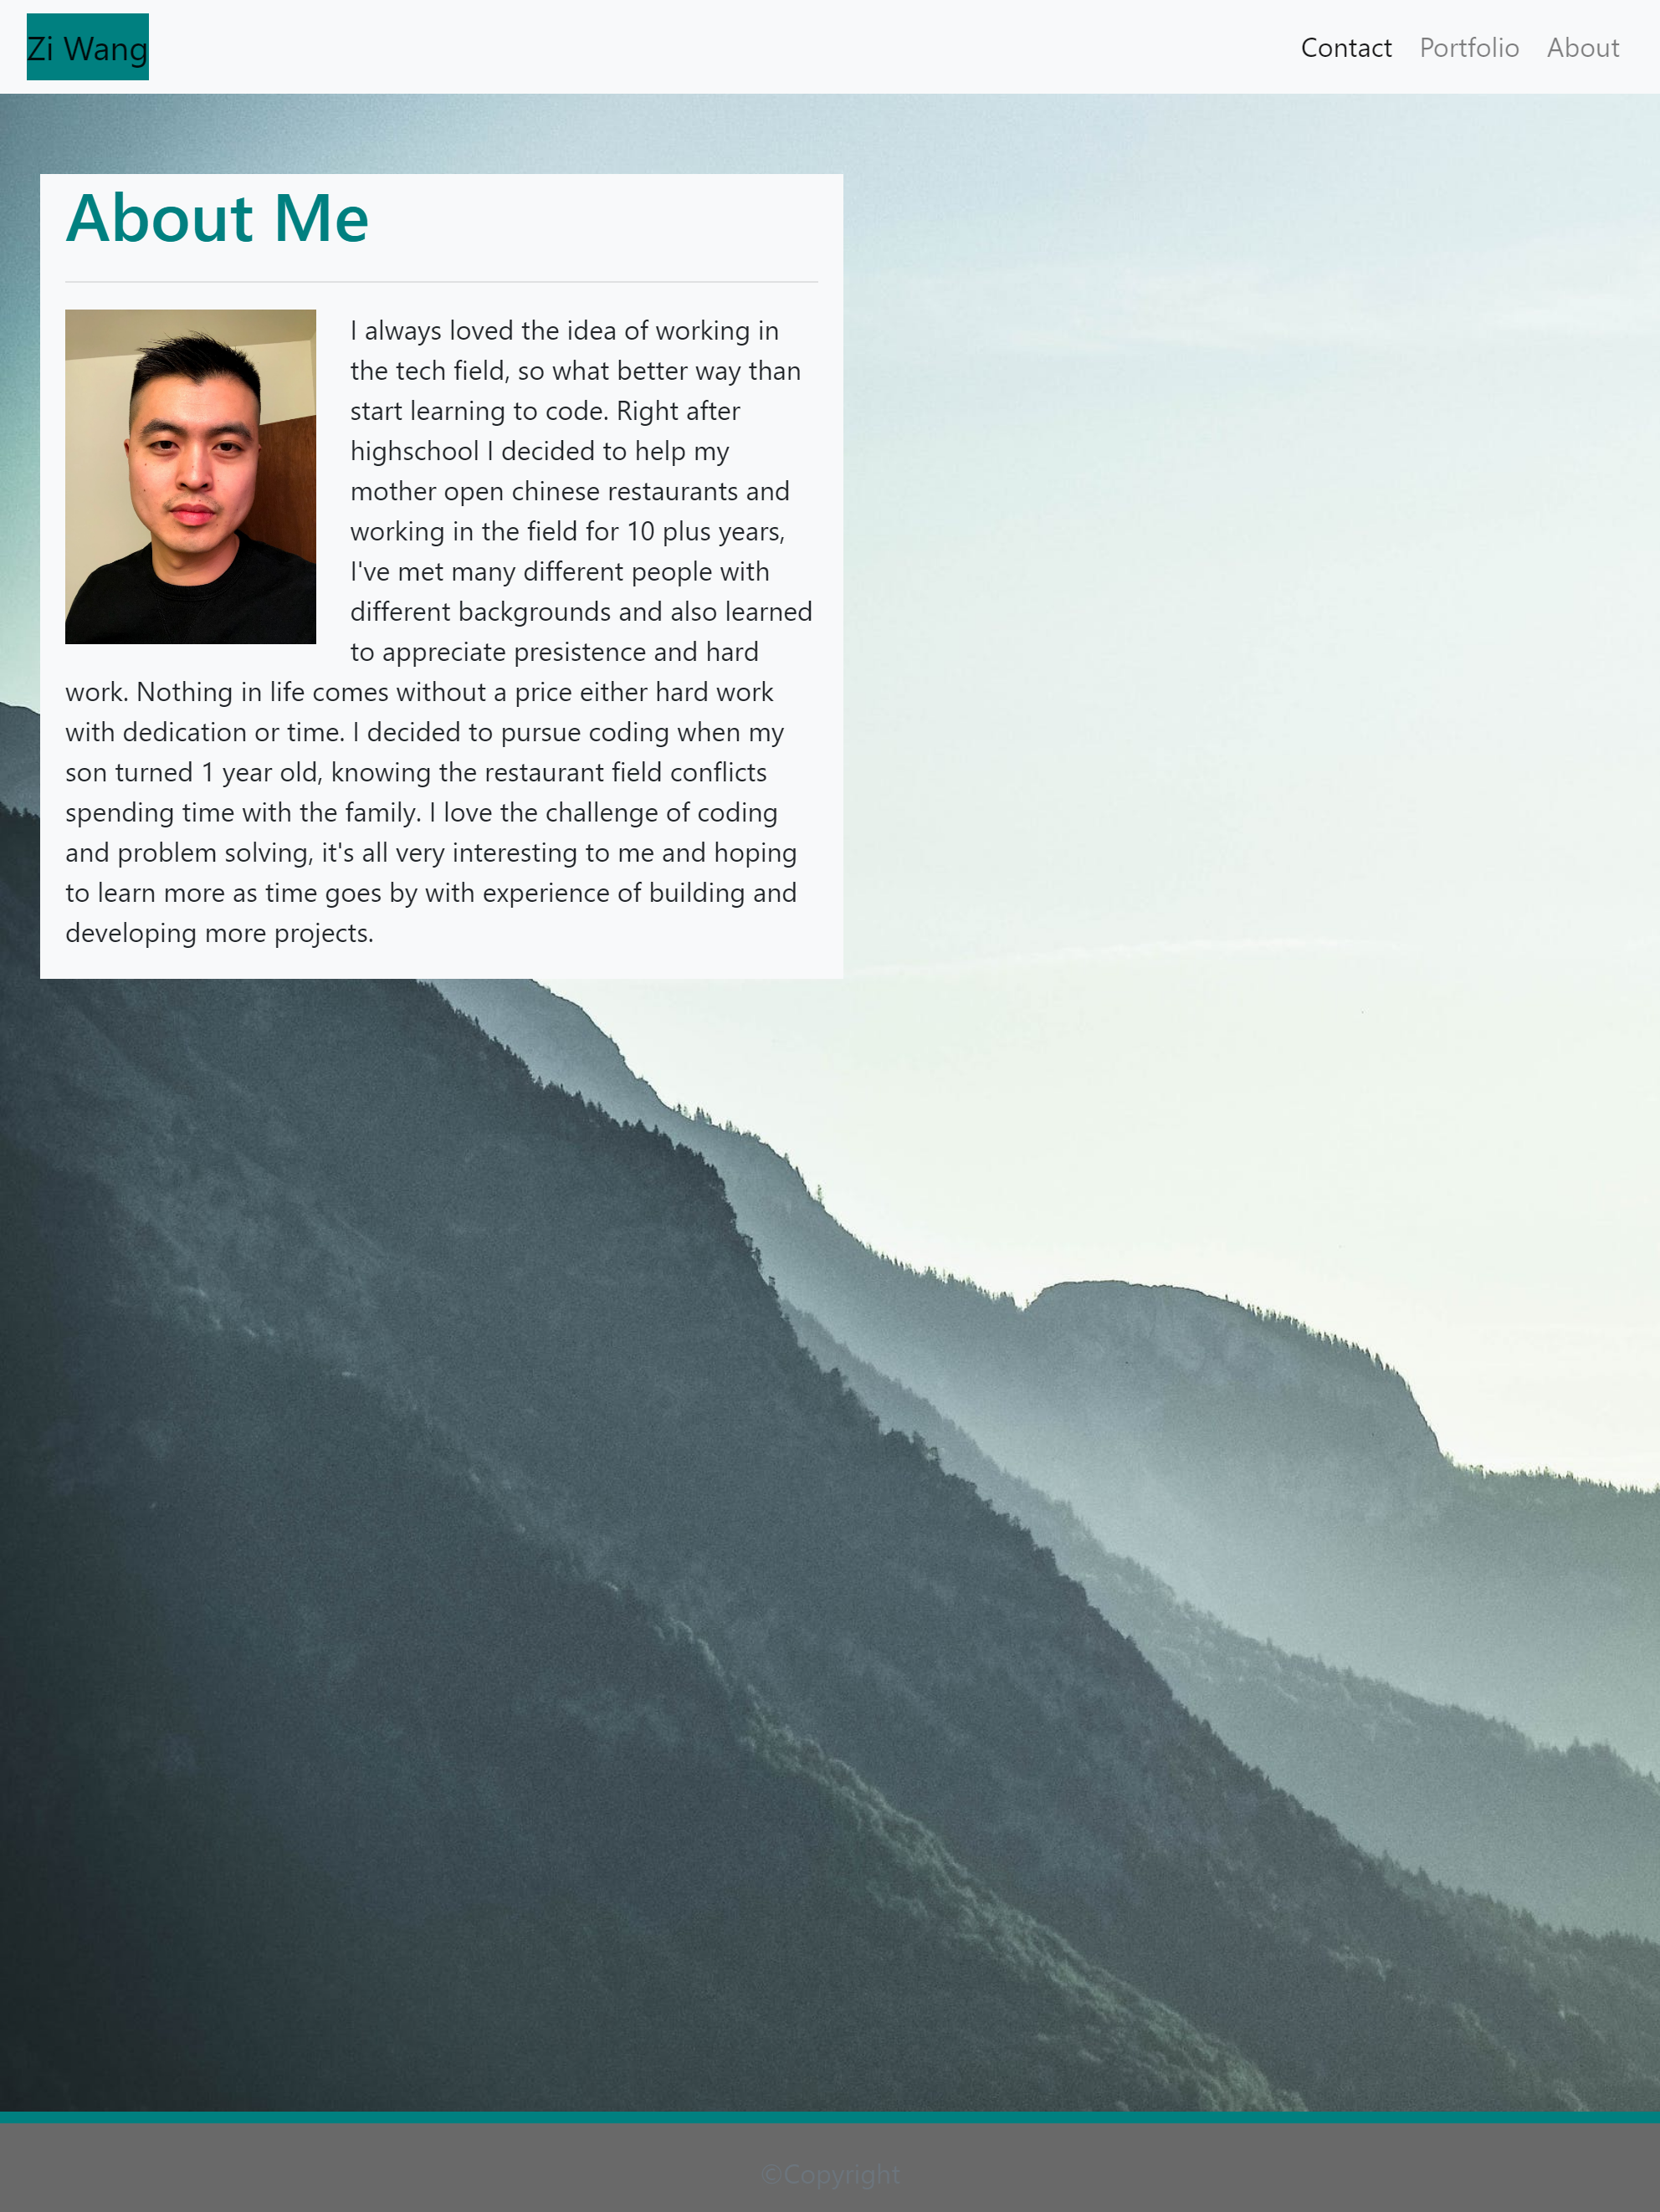 Zi Wang
Contact Portfolio About
About Me
I always loved the idea of working in
the tech field, so what better way than
start learning to code. Right after
highschool I decided to help my
mother open chinese restaurants and
working in the field for 10 plus years,
I've met many different people with
different backgrounds and also learned
to appreciate presistence and hard
work. Nothing in life comes without a price either hard work
with dedication or time. I decided to pursue coding when my
son turned 1 year old, knowing the restaurant field conflicts
spending time with the family. I love the challenge of coding
and problem solving, it's all very interesting to me and hoping
to learn more as time goes by with experience of building and
developing more projects.
©Copyright